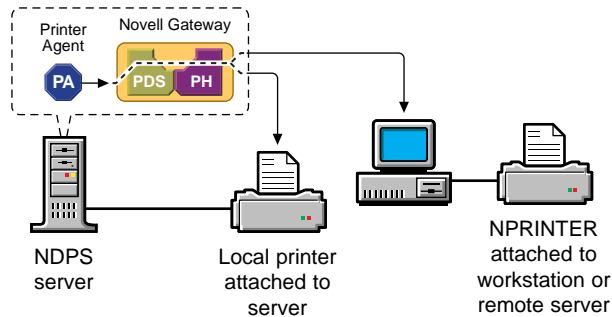 Printer
Agent
Novell Gateway
PA
PDS
PH
NDPS
server
Local printer
attached to
server
NPRINTER
attached to
workstation or
remote server